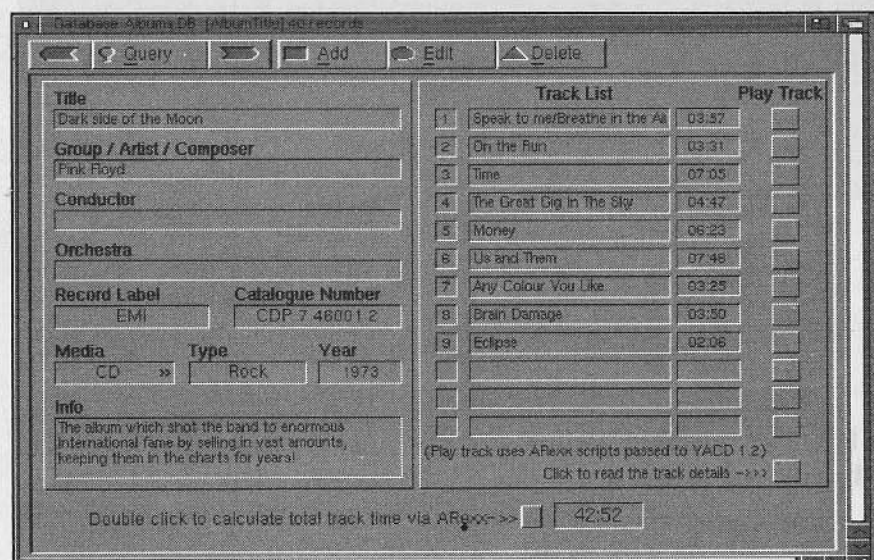 Database: Albums.DB [AlbumTitle] 40 records
Query Add Edit Delete
Title
Dark side of the Moon
Group / Artist / Composer
Pink Floyd
Conductor
Orchestra
Record Label Catalogue Number
EMI CDP 7 46001 2
Media Type Year
CD » Rock 1973
Info
The album which shot the band to enormous
international fame by selling in vast amounts,
keeping them in the charts for years!
Track List Play Track
1 Speak to me/Breathe in the Aa 03:57
2 On the Run 03:31
3 Time 07:05
4 The Great Gig In The Sky 04:47
5 Money 06:23
6 Us and Them 07:48
7 Any Colour You Like 03:25
8 Brain Damage 03:50
9 Eclipse 02:06
(Play track uses ARexx scripts passed to YACD 1.2)
Click to read the track details ->>>
Double click to calculate total track time via ARexx->> 42:52